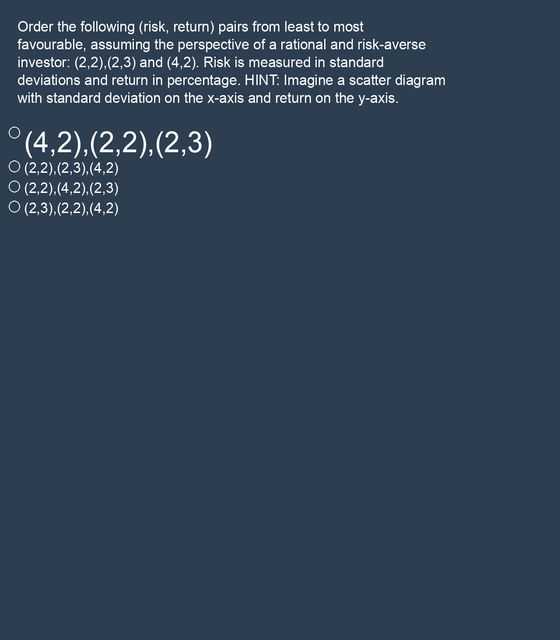 Order the following (risk, return) pairs from least to most
favourable, assuming the perspective of a rational and risk-averse
investor: (2,2),(2,3) and (4,2). Risk is measured in standard
deviations and return in percentage. HINT: Imagine a scatter diagram
with standard deviation on the x-axis and return on the y-axis.
(4,2),(2,2),(2,3)
(2,2),(2,3),(4,2)
(2,2),(4,2),(2,3)
(2,3),(2,2),(4,2)